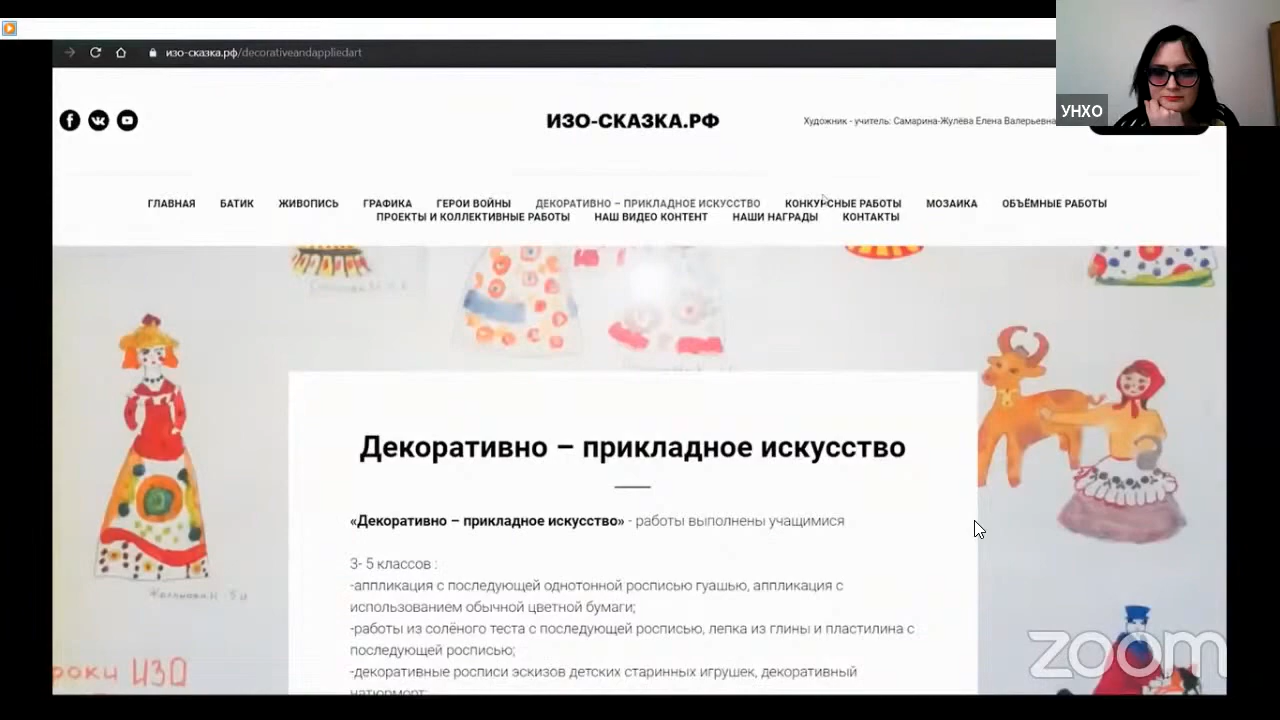 изо-сказка.рф/decorativeandappliedart
УНХО
ИЗО-СКАЗКА.РФ
Художник - учитель: Самарина-Жулёва Елена Валерьевна
ГЛАВНАЯ БАТИК ЖИВОПИСЬ ГРАФИКА ГЕРОИ ВОЙНЫ ДЕКОРАТИВНО – ПРИКЛАДНОЕ ИСКУССТВО КОНКУРСНЫЕ РАБОТЫ МОЗАИКА ОБЪЁМНЫЕ РАБОТЫ
ПРОЕКТЫ И КОЛЛЕКТИВНЫЕ РАБОТЫ НАШ ВИДЕО КОНТЕНТ НАШИ НАГРАДЫ КОНТАКТЫ
Декоративно – прикладное искусство
«Декоративно – прикладное искусство» - работы выполнены учащимися
3- 5 классов :
-аппликация с последующей однотонной росписью гуашью, аппликация с
использованием обычной цветной бумаги;
-работы из солёного теста с последующей росписью, лепка из глины и пластилина с
последующей росписью;
-декоративные росписи эскизов детских старинных игрушек, декоративный
натюрморт;
роки ИЗО
zoom